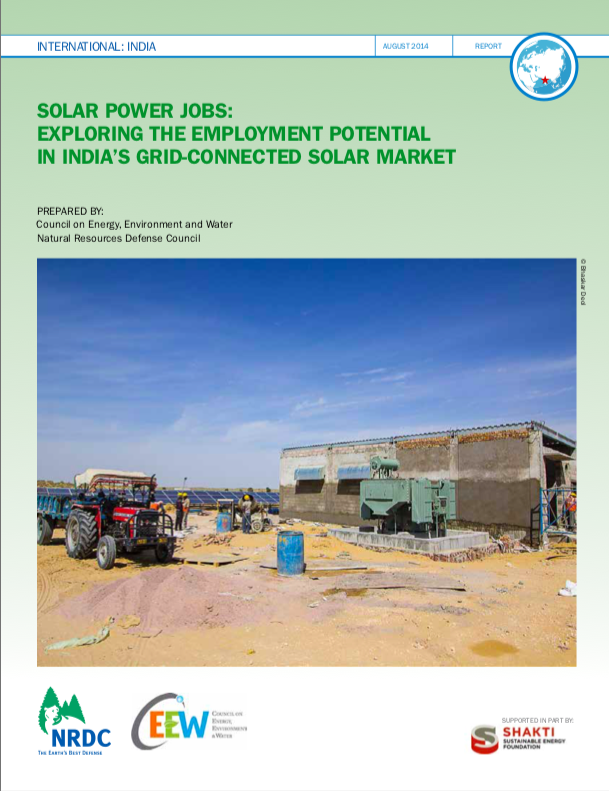 INTERNATIONAL: INDIA
AUGUST 2014
REPORT
SOLAR POWER JOBS:
EXPLORING THE EMPLOYMENT POTENTIAL
IN INDIA'S GRID-CONNECTED SOLAR MARKET
PREPARED BY:
Council on Energy, Environment and Water
Natural Resources Defense Council
© Bhaskar Deol
NRDC
THE EARTH'S BEST DEFENSE
CEEW
COUNCIL ON
ENERGY,
ENVIRONMENT
& WATER
SUPPORTED IN PART BY:
SHAKTI
SUSTAINABLE ENERGY
FOUNDATION